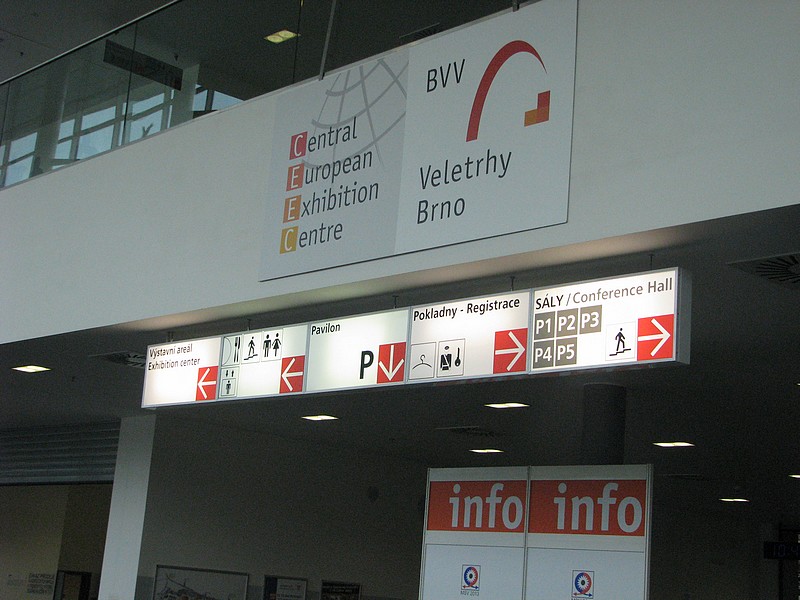 Central
European
Exhibition
Centre
BVV
Veletrhy
Brno
Výstavní areál
Exhibition center
Pavilon
P
Pokladny - Registrace
SÁLY / Conference Hall
P1 P2 P3
P4 P5
info info